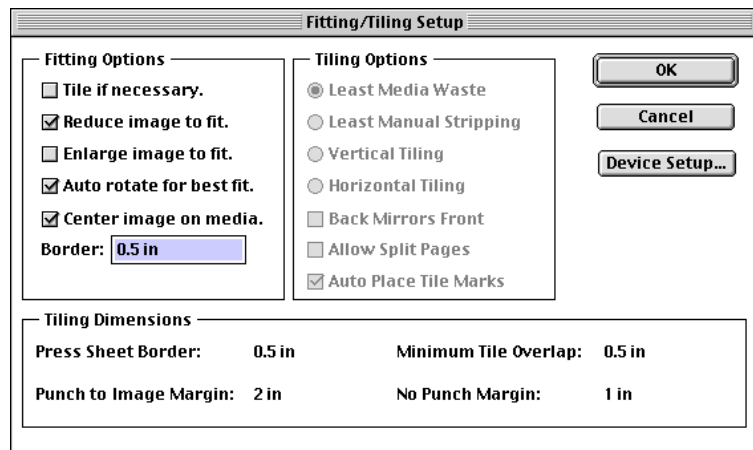 Fitting/Tiling Setup
Fitting Options
Tile if necessary.
Reduce image to fit.
Enlarge image to fit.
Auto rotate for best fit.
Center image on media.
Border: 0.5 in
Tiling Options
Least Media Waste
Least Manual Stripping
Vertical Tiling
Horizontal Tiling
Back Mirrors Front
Allow Split Pages
Auto Place Tile Marks
OK
Cancel
Device Setup...
Tiling Dimensions
Press Sheet Border: 0.5 in Minimum Tile Overlap: 0.5 in
Punch to Image Margin: 2 in No Punch Margin: 1 in